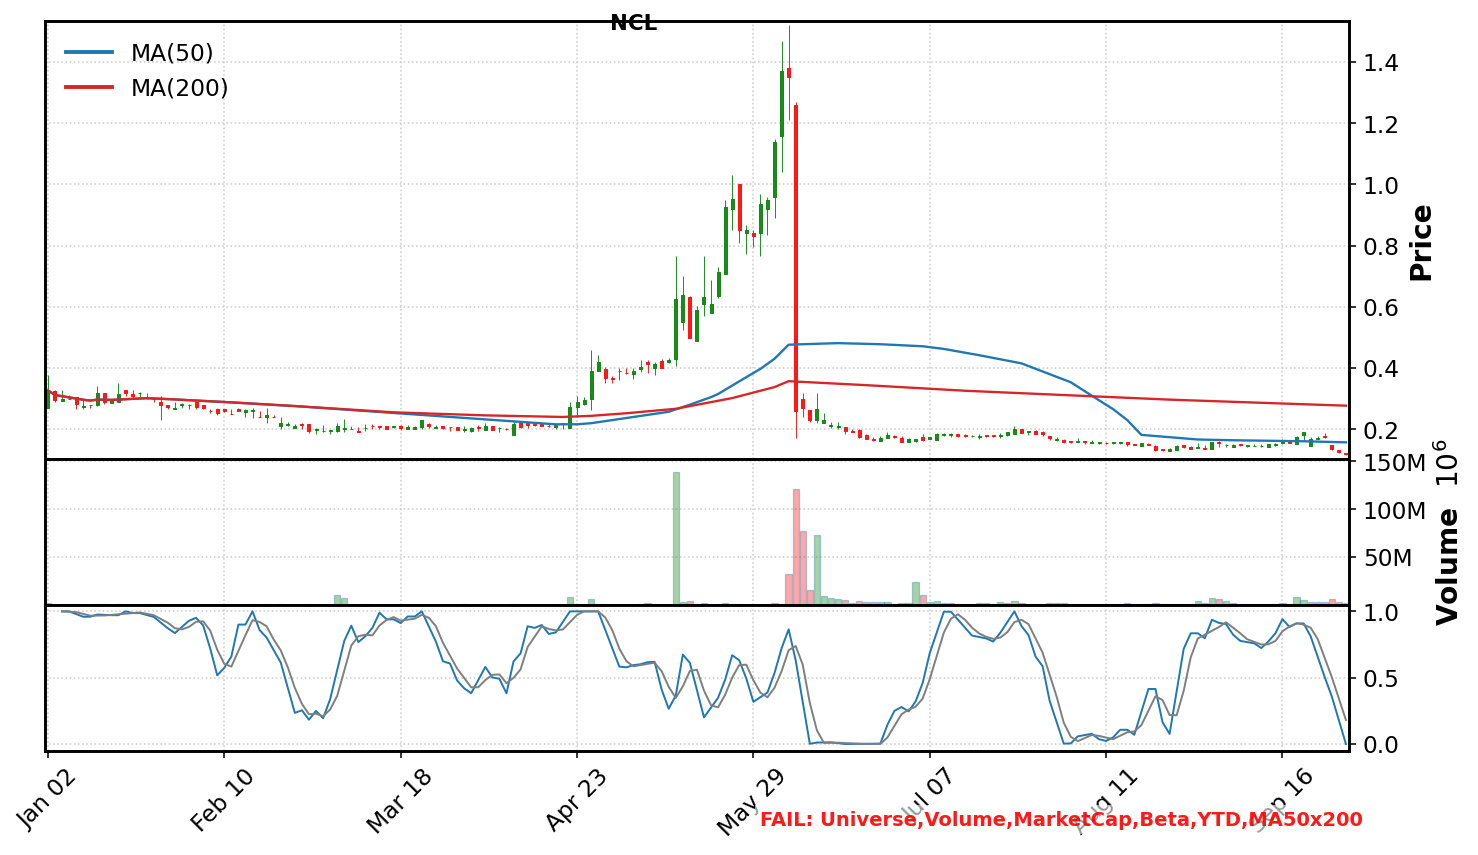 NCL
MA(50)
MA(200)
1.4
1.2
1.0
0.8
0.6
0.4
0.2
Price
150M
100M
50M
Volume 10^6
1.0
0.5
0.0
Jan 02
Feb 10
Mar 18
Apr 23
May 29
Jul 07
Aug 11
Sep 16
FAIL: Universe,Volume,MarketCap,Beta,YTD,MA50x200